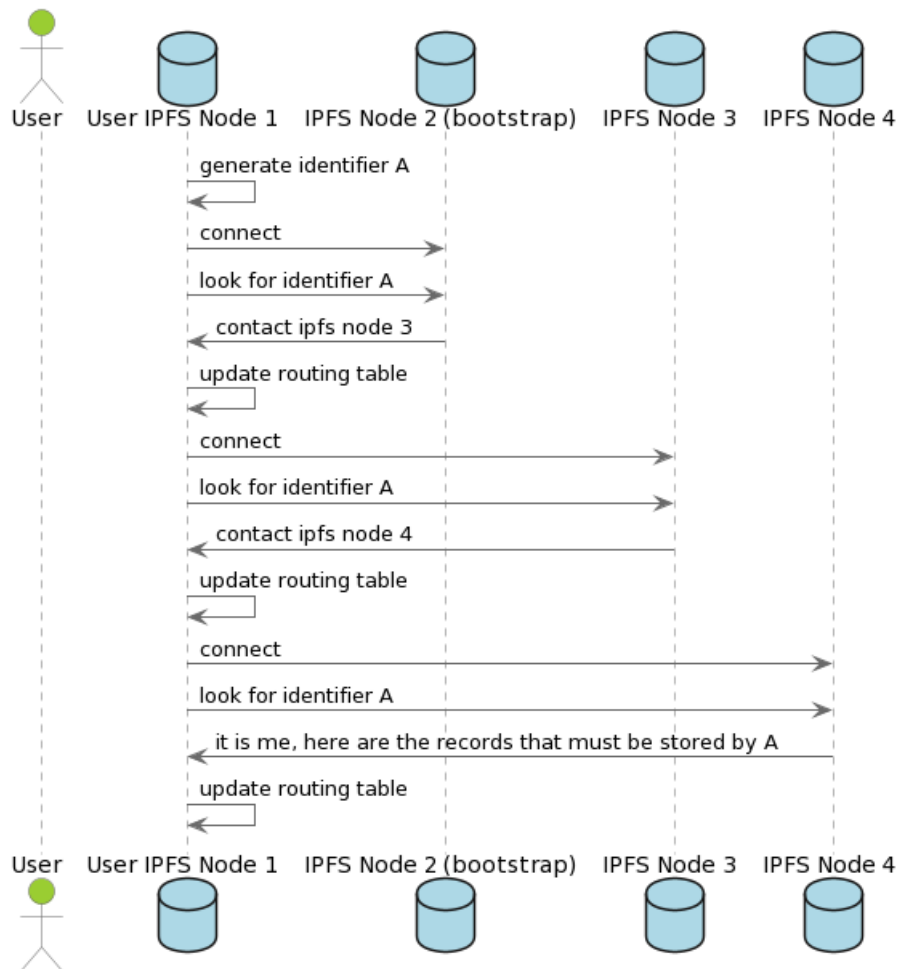 User User IPFS Node 1 IPFS Node 2 (bootstrap) IPFS Node 3 IPFS Node 4
generate identifier A
connect
look for identifier A
contact ipfs node 3
update routing table
connect
look for identifier A
contact ipfs node 4
update routing table
connect
look for identifier A
it is me, here are the records that must be stored by A
update routing table
User User IPFS Node 1 IPFS Node 2 (bootstrap) IPFS Node 3 IPFS Node 4